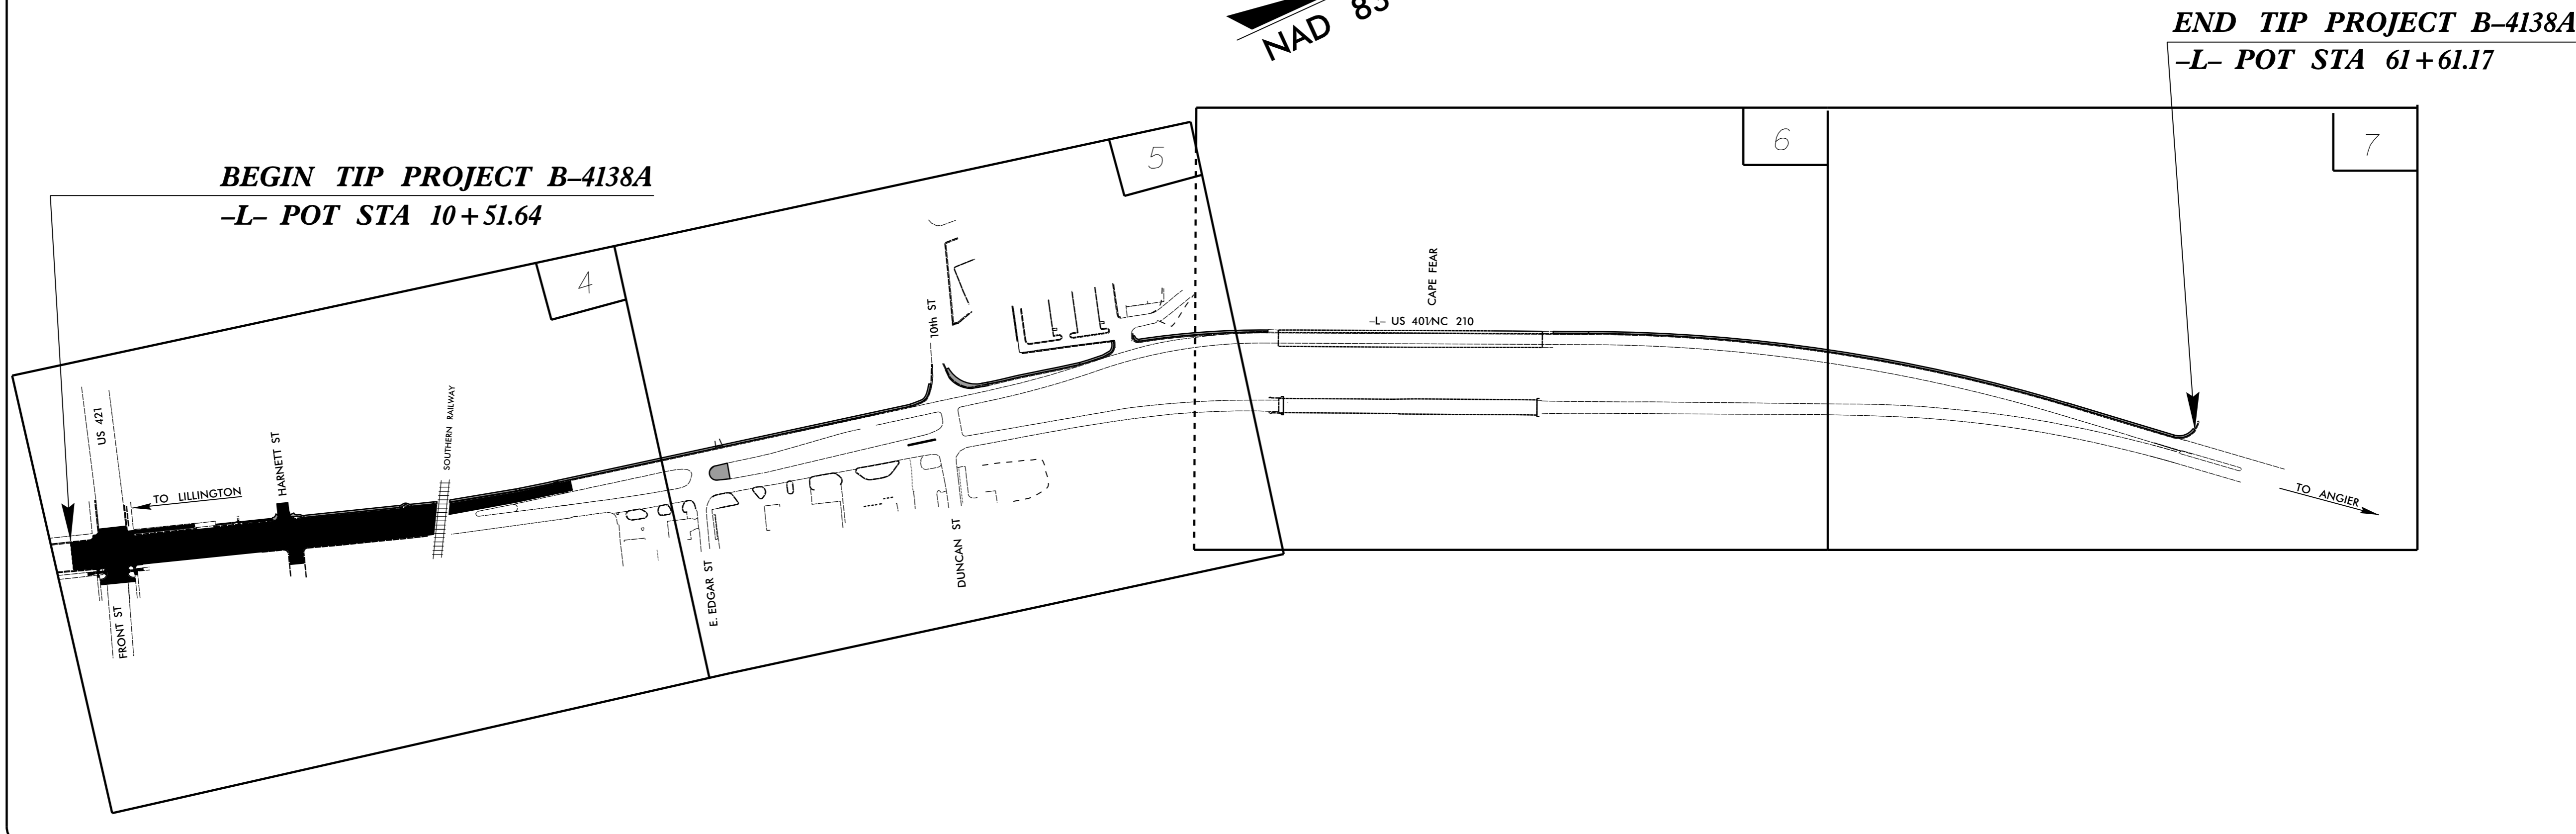 NAD 83
END TIP PROJECT B–4138A
–L– POT STA 61+61.17
BEGIN TIP PROJECT B–4138A
–L– POT STA 10+51.64
4
5
6
7
US 421
TO LILLINGTON
HARNETT ST
SOUTHERN RAILWAY
FRONT ST
E. EDGAR ST
10th ST
DUNCAN ST
CAPE FEAR
–L– US 401/NC 210
TO ANGIER